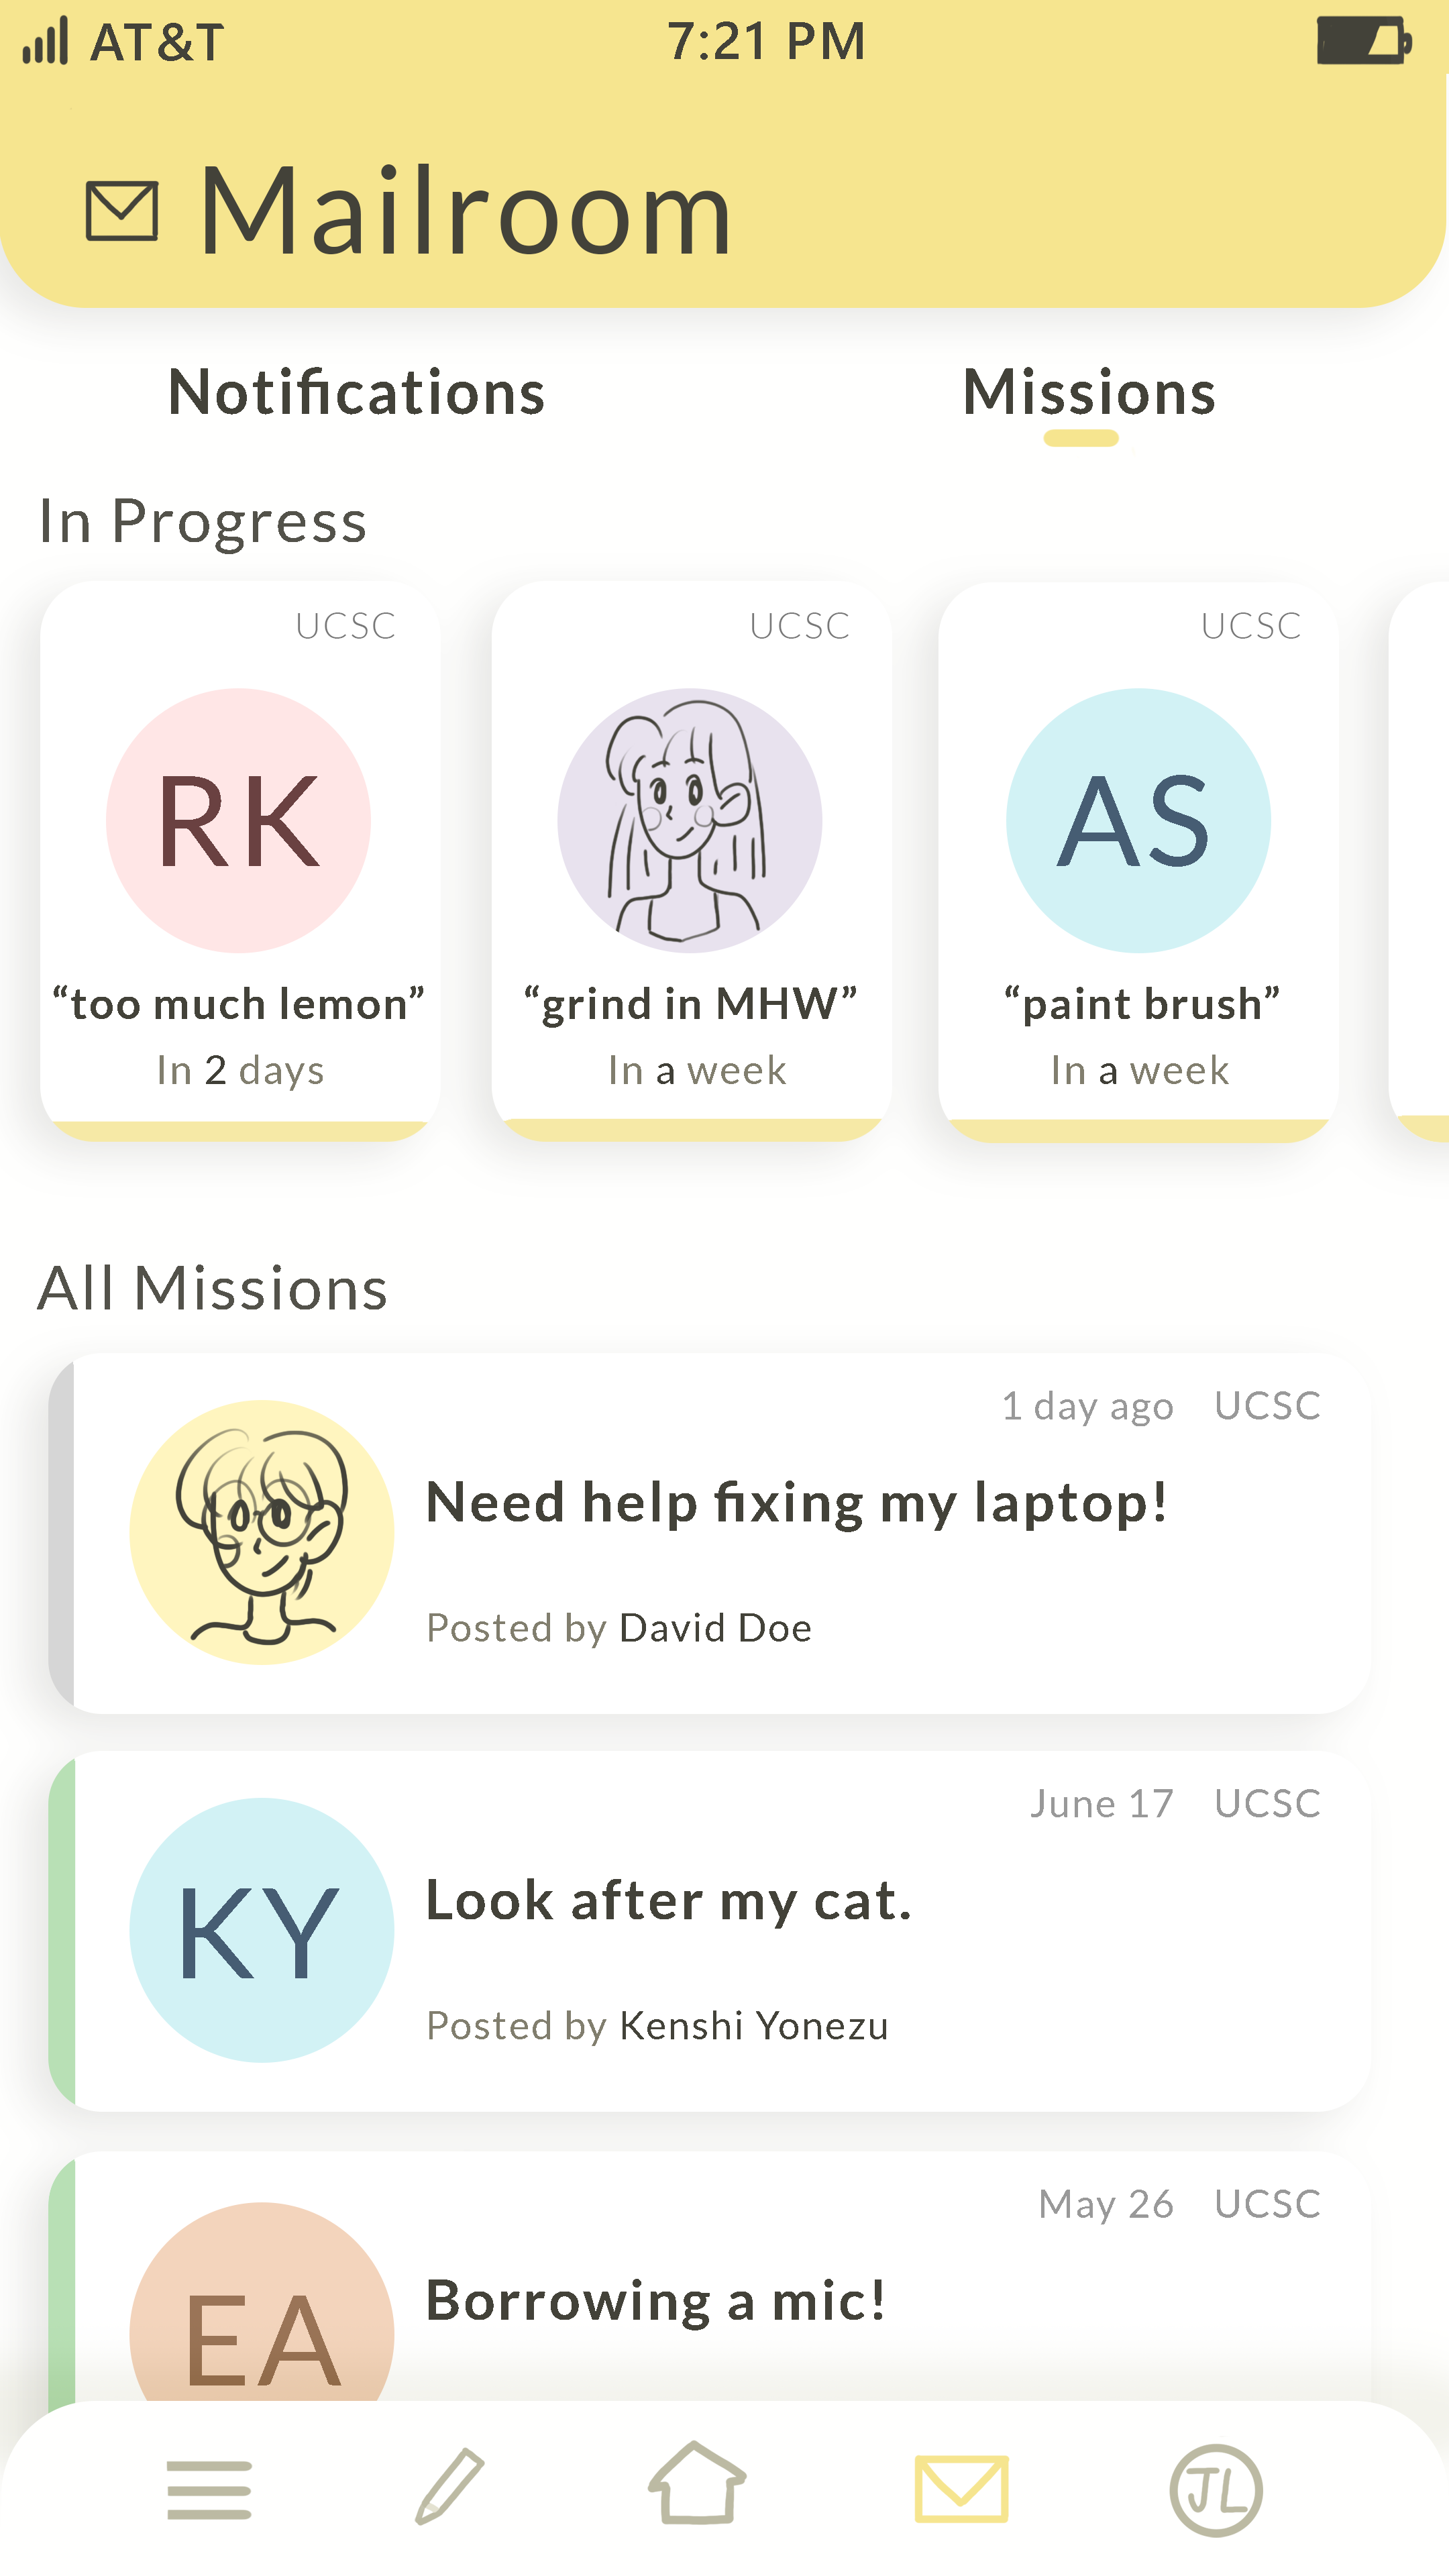 AT&T 7:21 PM
Mailroom
Notifications Missions
In Progress
UCSC UCSC UCSC
RK AS
“too much lemon” “grind in MHW” “paint brush”
In 2 days In a week In a week
All Missions
1 day ago UCSC
Need help fixing my laptop!
Posted by David Doe
June 17 UCSC
KY
Look after my cat.
Posted by Kenshi Yonezu
May 26 UCSC
Borrowing a mic!
EA
JL